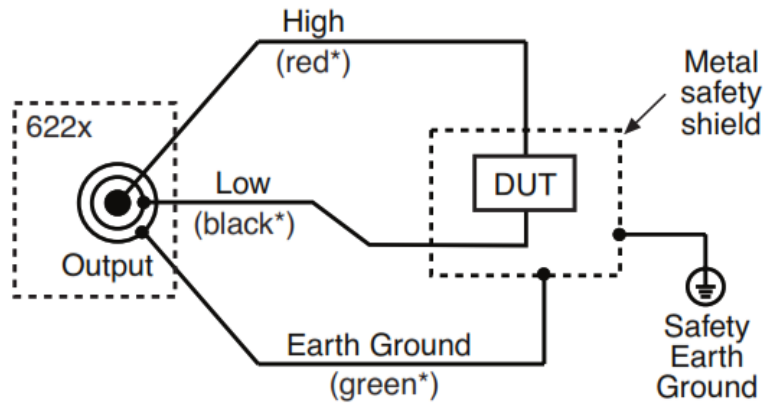 High
(red*)
Metal
safety
shield
622x
DUT
Low
(black*)
Output
Earth Ground
(green*)
Safety
Earth
Ground